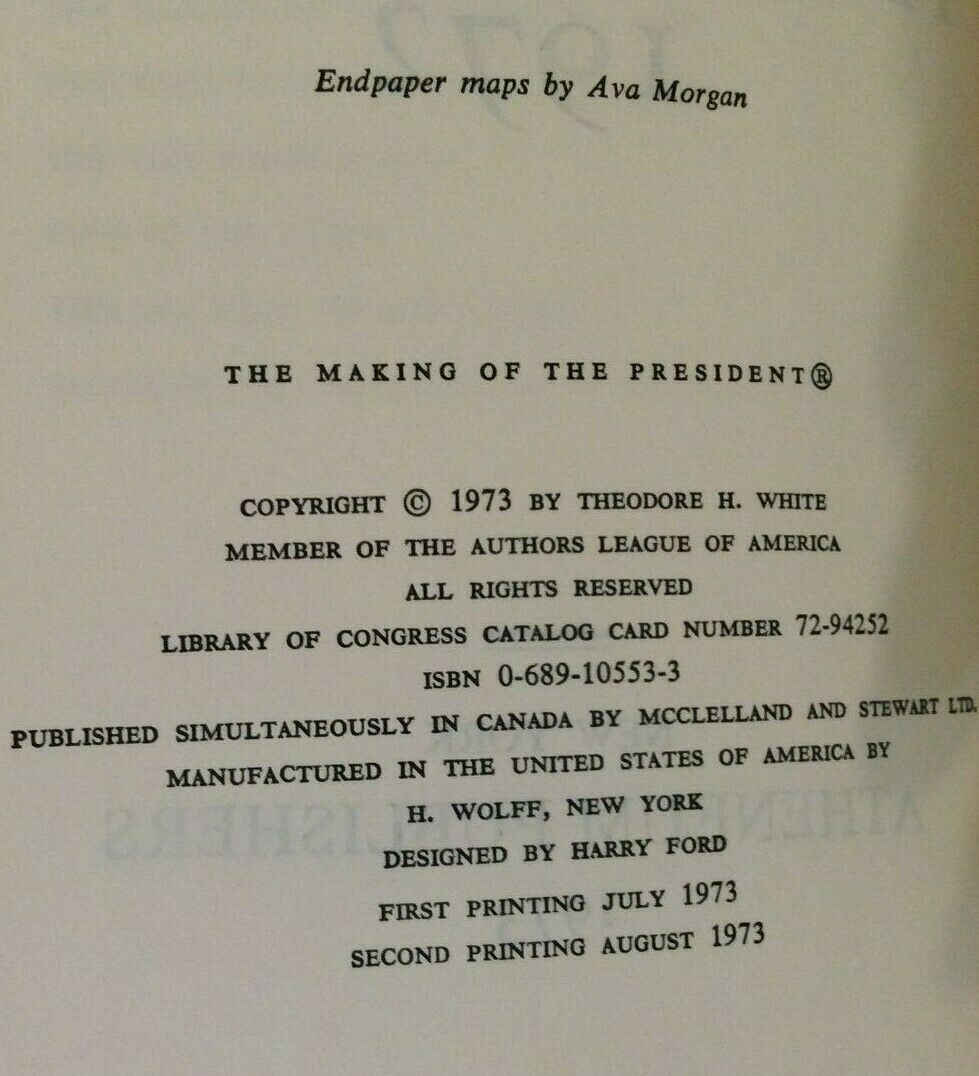 Endpaper maps by Ava Morgan
THE MAKING OF THE PRESIDENT®
COPYRIGHT © 1973 BY THEODORE H. WHITE
MEMBER OF THE AUTHORS LEAGUE OF AMERICA
ALL RIGHTS RESERVED
LIBRARY OF CONGRESS CATALOG CARD NUMBER 72-94252
ISBN 0-689-10553-3
PUBLISHED SIMULTANEOUSLY IN CANADA BY MCCLELLAND AND STEWART LTD.
MANUFACTURED IN THE UNITED STATES OF AMERICA BY
H. WOLFF, NEW YORK
DESIGNED BY HARRY FORD
FIRST PRINTING JULY 1973
SECOND PRINTING AUGUST 1973